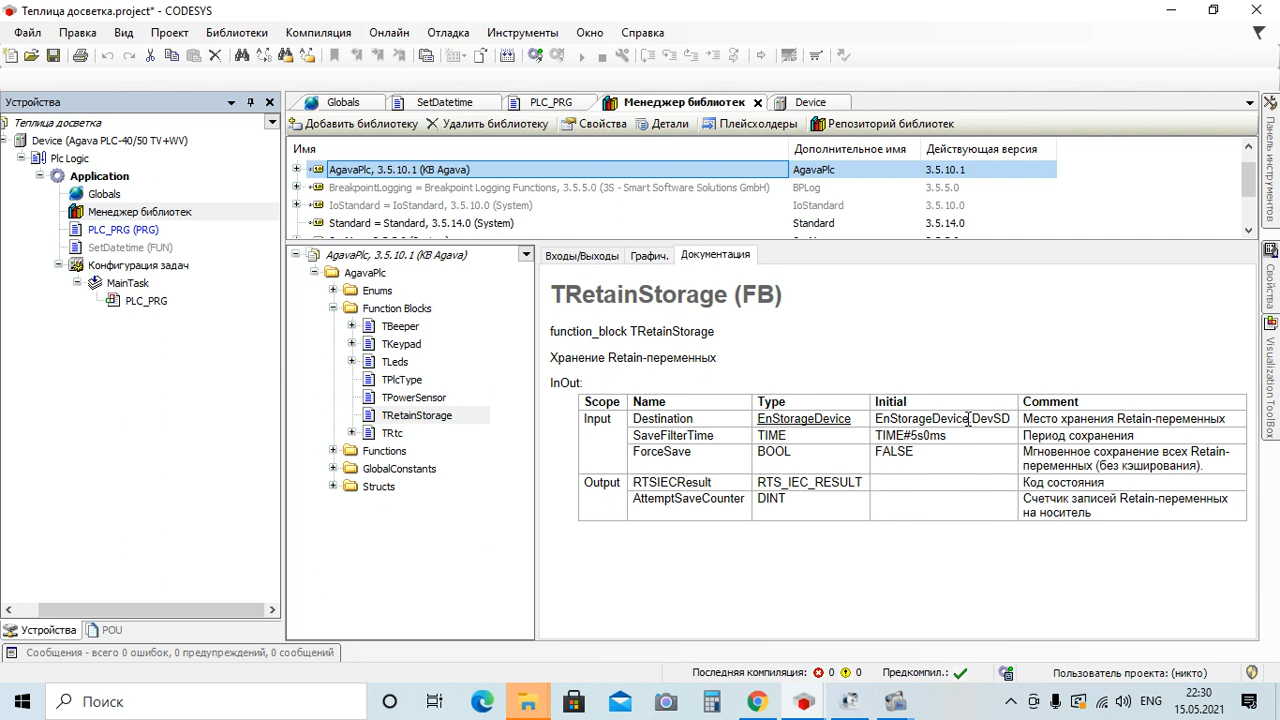 Теплица досветка.project* - CODESYS
Файл Правка Вид Проект Библиотеки Компиляция Онлайн Отладка Инструменты Окно Справка
Устройства
Globals SetDatetime PLC_PRG Менеджер библиотек Device
Теплица досветка
Device (Agava PLC-40/50 TV+WV)
Plc Logic
Application
Globals
Менеджер библиотек
PLC_PRG (PRG)
SetDatetime (FUN)
Конфигурация задач
MainTask
PLC_PRG
Устройства POU
Добавить библиотеку Удалить библиотеку Свойства Детали Плейсхолдеры Репозиторий библиотек
Имя Дополнительное имя Действующая версия
AgavaPlc, 3.5.10.1 (KB Agava) AgavaPlc 3.5.10.1
BreakpointLogging = Breakpoint Logging Functions, 3.5.5.0 (3S - Smart Software Solutions GmbH) BPLog 3.5.5.0
IoStandard = IoStandard, 3.5.10.0 (System) IoStandard 3.5.10.0
Standard = Standard, 3.5.14.0 (System) Standard 3.5.14.0
AgavaPlc, 3.5.10.1 (KB Agava)
AgavaPlc
Enums
Function Blocks
TBeeper
TKeypad
TLeds
TPlcType
TPowerSensor
TRetainStorage
TRtc
Functions
GlobalConstants
Structs
Входы/Выходы Графич. Документация
TRetainStorage (FB)
function_block TRetainStorage
Хранение Retain-переменных
InOut:
Scope Name Type Initial Comment
Input Destination EnStorageDevice EnStorageDevice.DevSD Место хранения Retain-переменных
SaveFilterTime TIME TIME#5s0ms Период сохранения
ForceSave BOOL FALSE Мгновенное сохранение всех Retain-
переменных (без кэширования).
Output RTSIECResult RTS_IEC_RESULT Код состояния
AttemptSaveCounter DINT Счетчик записей Retain-переменных
на носитель
Панель инструментов
Свойства
Visualization Toolbox
Сообщения - всего 0 ошибок, 0 предупреждений, 0 сообщений
Последняя компиляция: 0 0 Предкомпил.: Пользователь проекта: (никто)
Поиск
ENG
22:30
15.05.2021